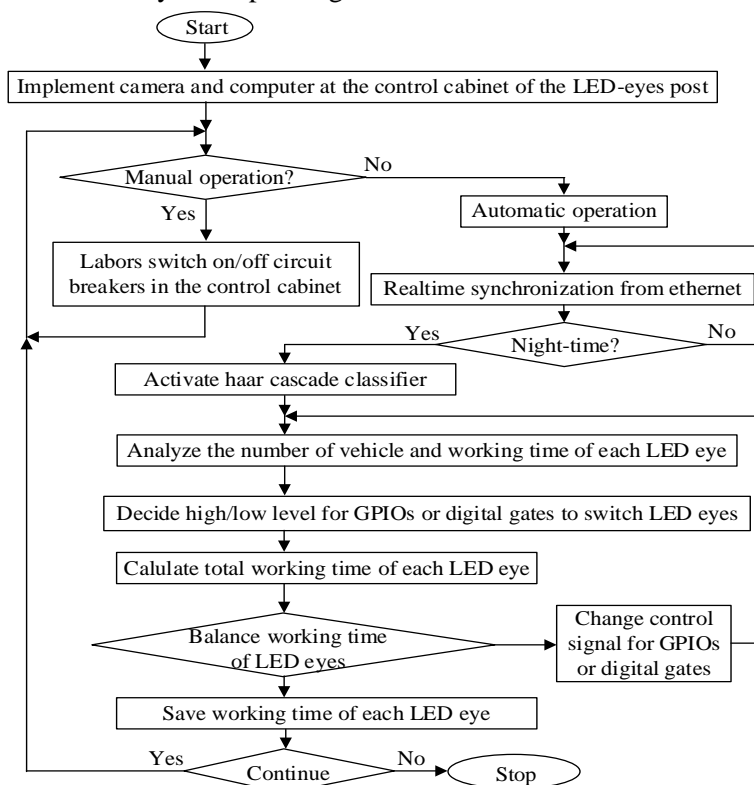 Start
Implement camera and computer at the control cabinet of the LED-eyes post
Manual operation?
No
Yes
Automatic operation
Labors switch on/off circuit
breakers in the control cabinet
Realtime synchronization from ethernet
Yes
Night-time?
No
Activate haar cascade classifier
Analyze the number of vehicle and working time of each LED eye
Decide high/low level for GPIOs or digital gates to switch LED eyes
Calulate total working time of each LED eye
Balance working time
of LED eyes
Change control
signal for GPIOs
or digital gates
Save working time of each LED eye
Yes
Continue
No
Stop